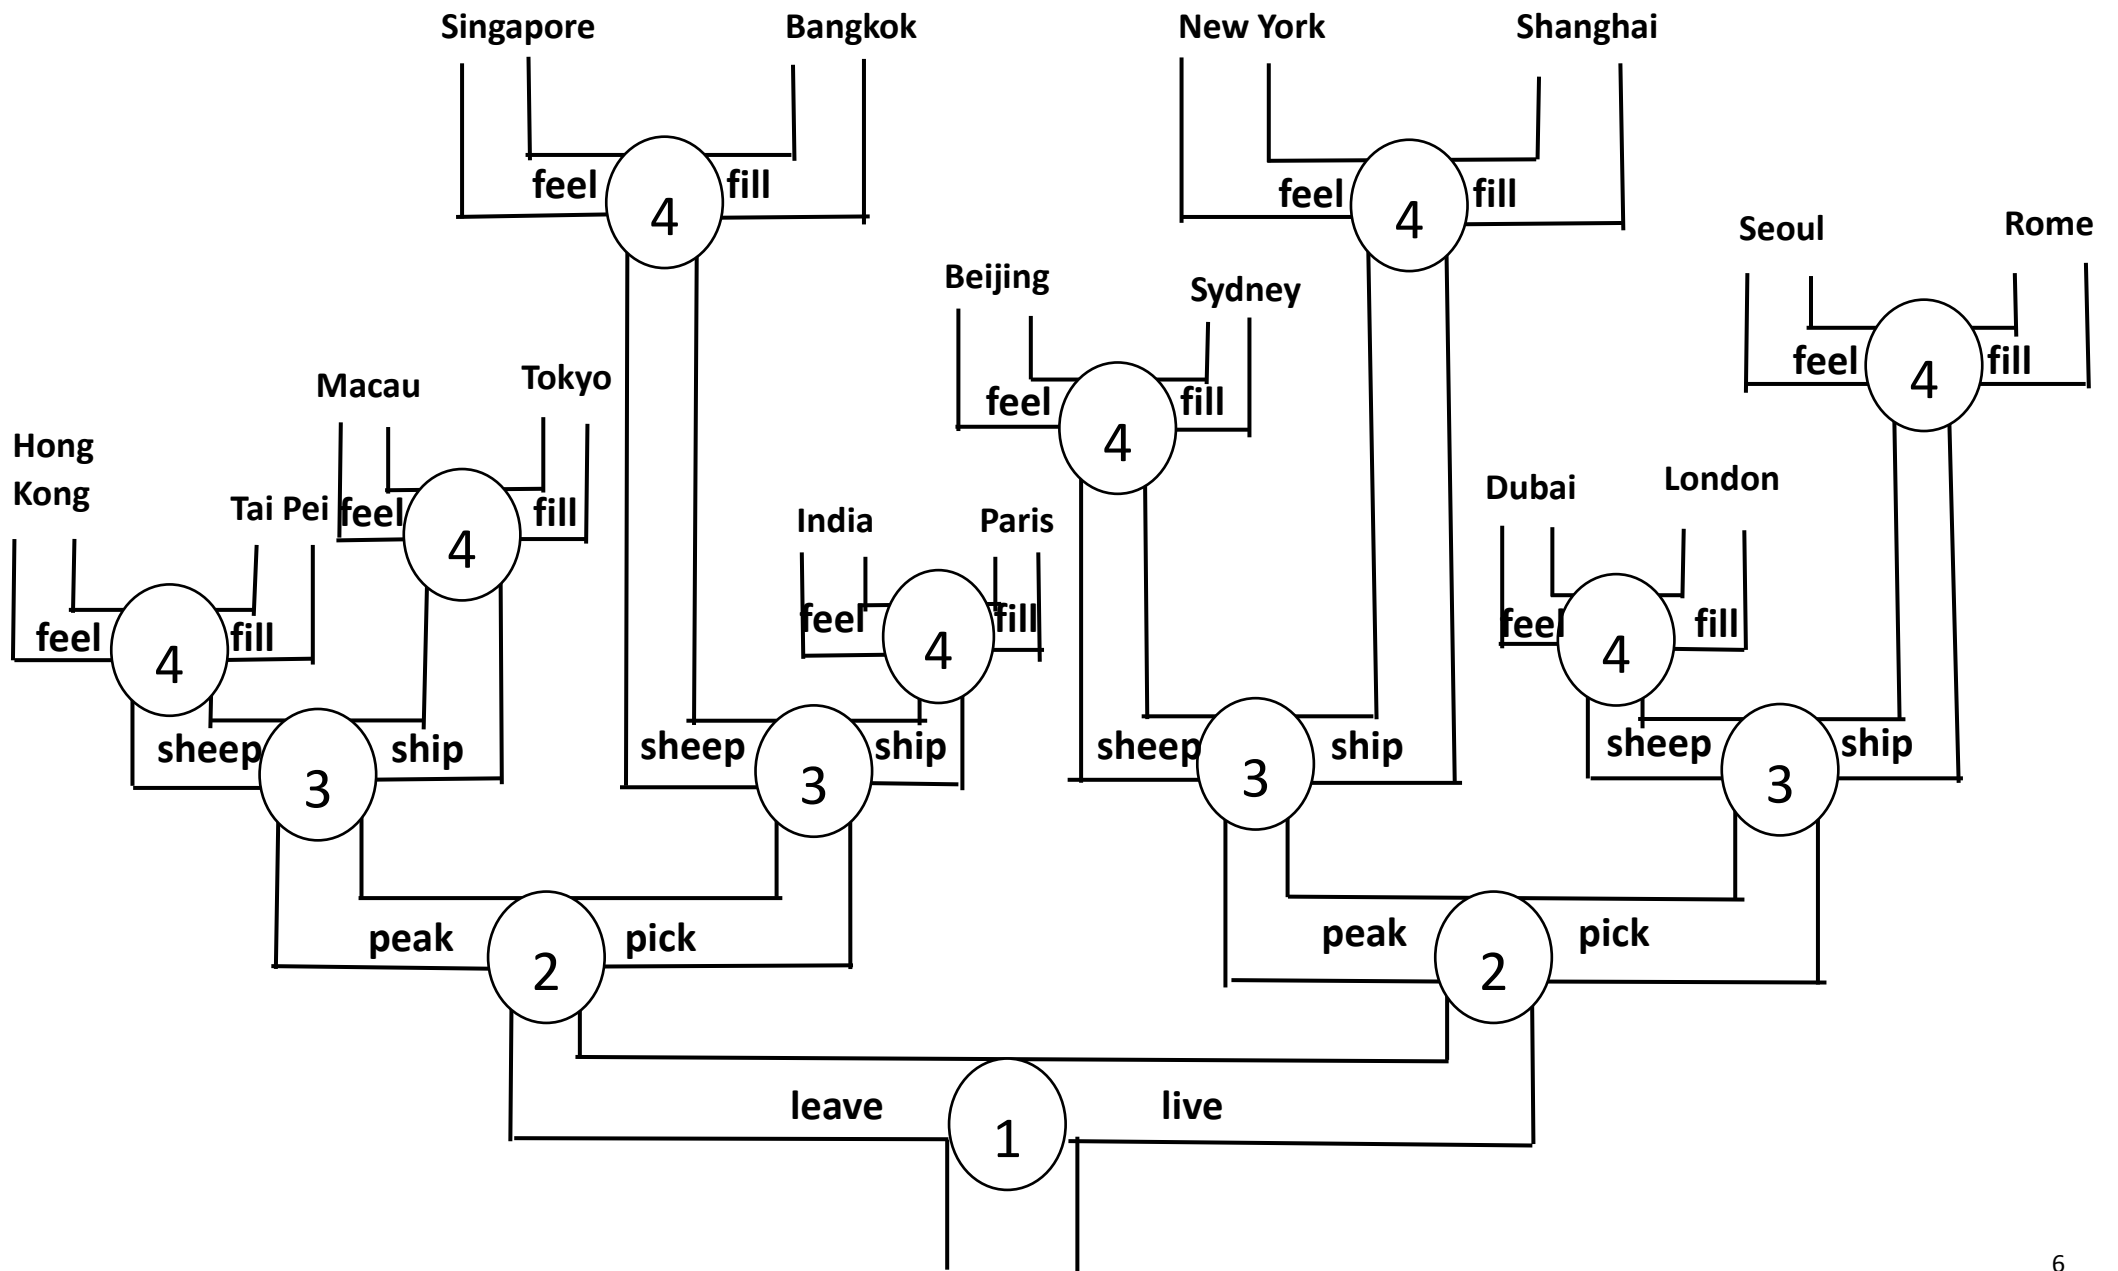 Singapore
Bangkok
New York
Shanghai
feel
4
fill
feel
4
fill
Seoul
Rome
Beijing
Sydney
feel
4
fill
Macau
Tokyo
feel
4
fill
Hong
Kong
Tai Pei
feel
4
fill
India
Paris
feel
4
fill
Dubai
London
feel
4
fill
feel
4
fill
sheep
3
ship
sheep
3
ship
sheep
3
ship
sheep
3
ship
peak
2
pick
peak
2
pick
leave
1
live
6